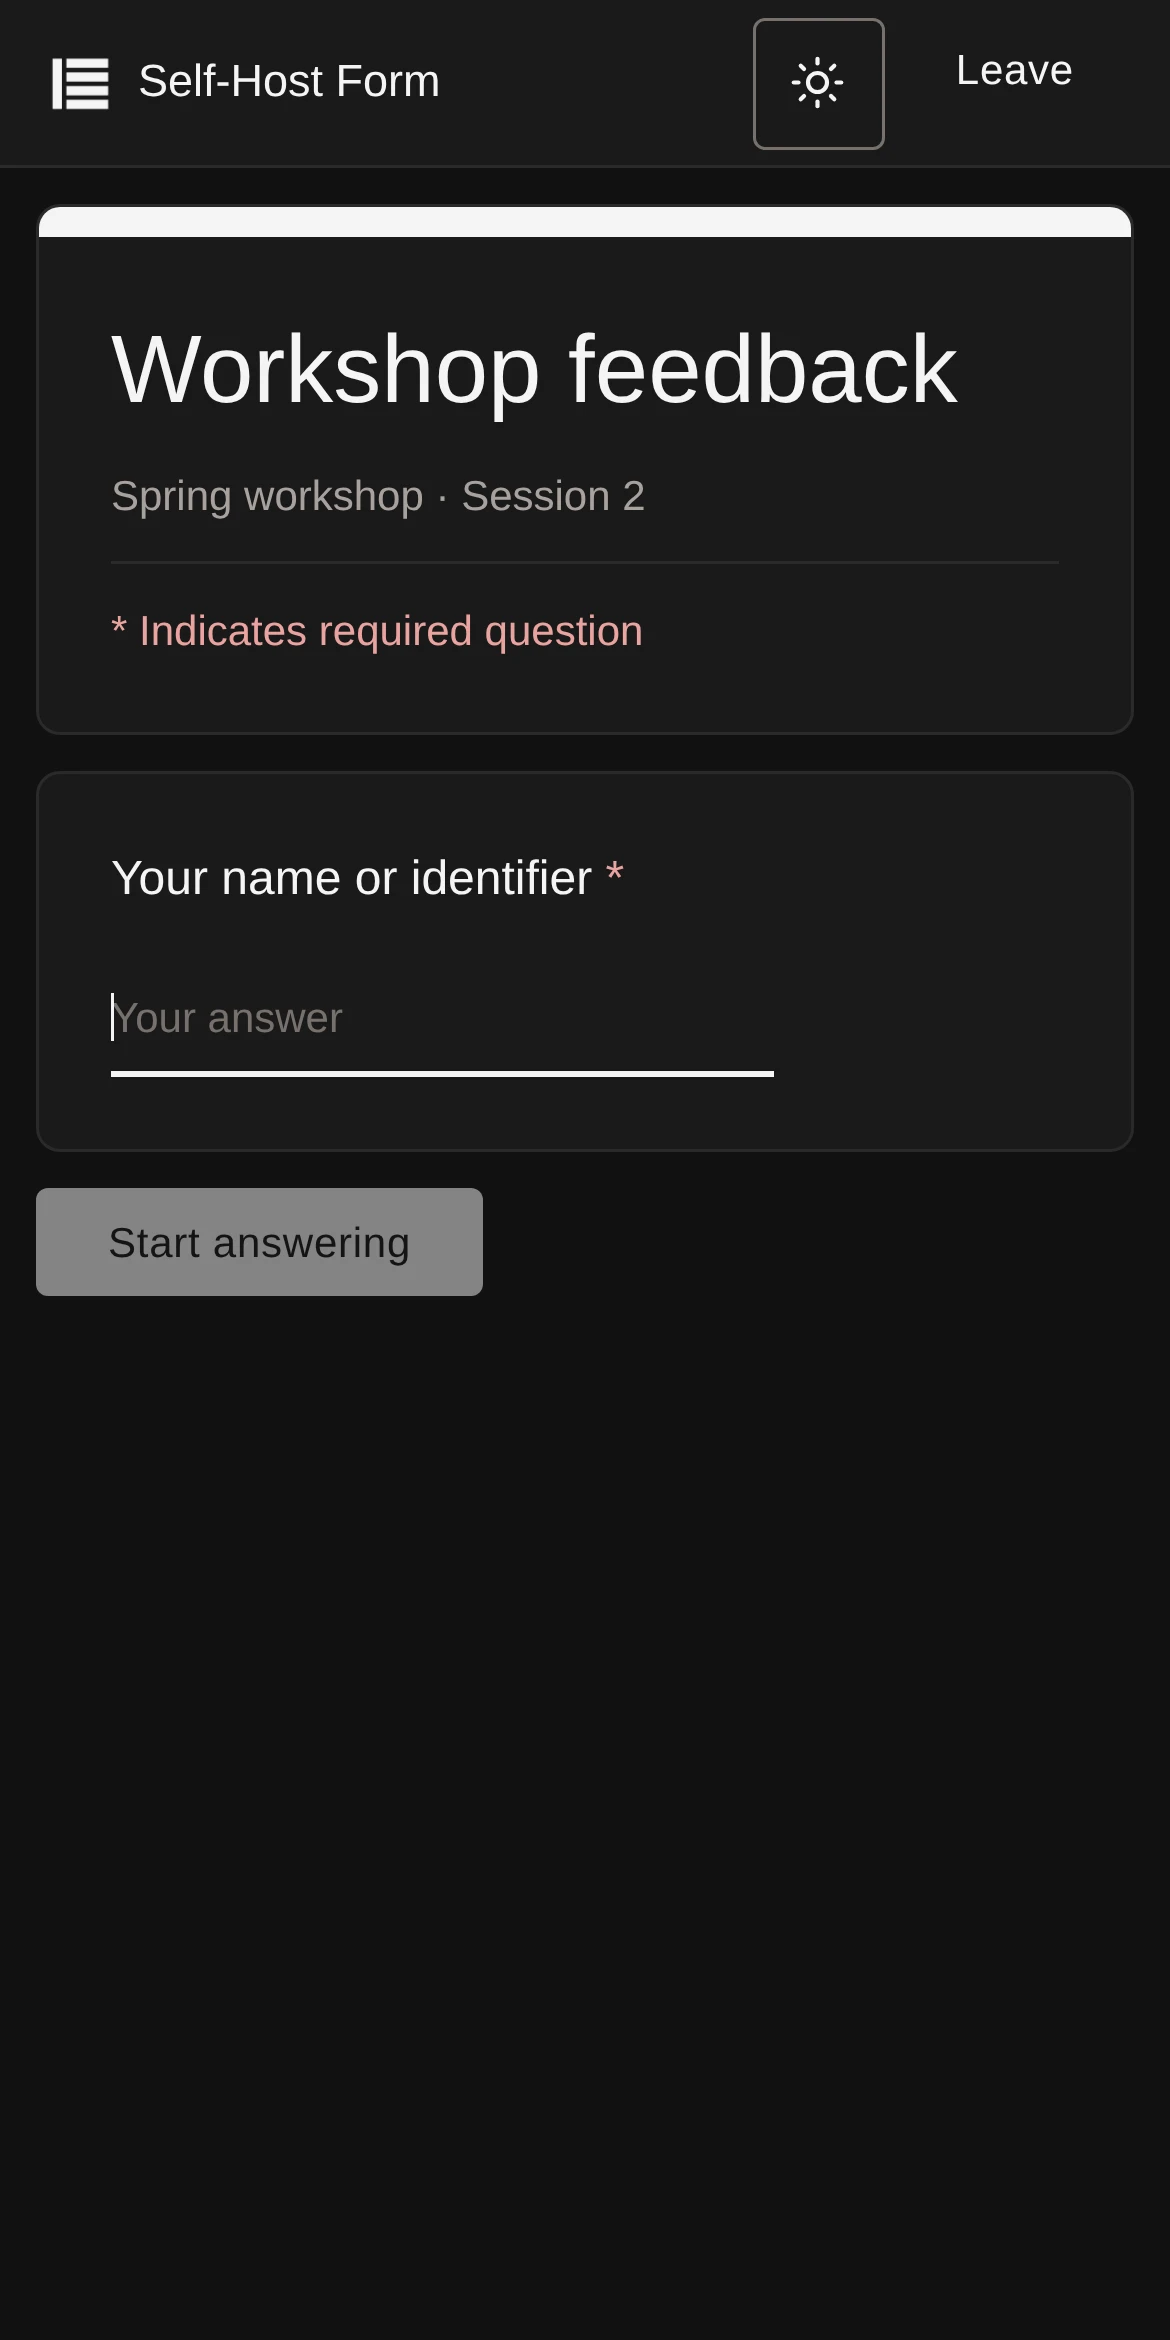 Self-Host Form
Leave
Workshop feedback
Spring workshop · Session 2
* Indicates required question
Your name or identifier *
Your answer
Start answering